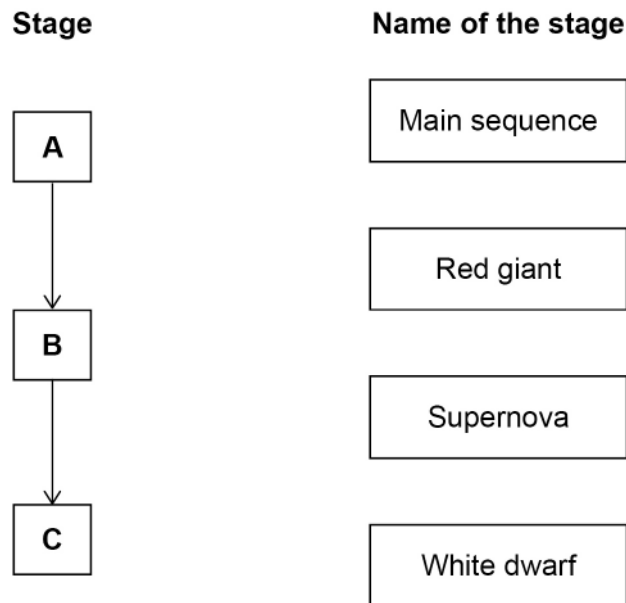 Stage Name of the stage
Main sequence
A
Red giant
B
Supernova
C
White dwarf